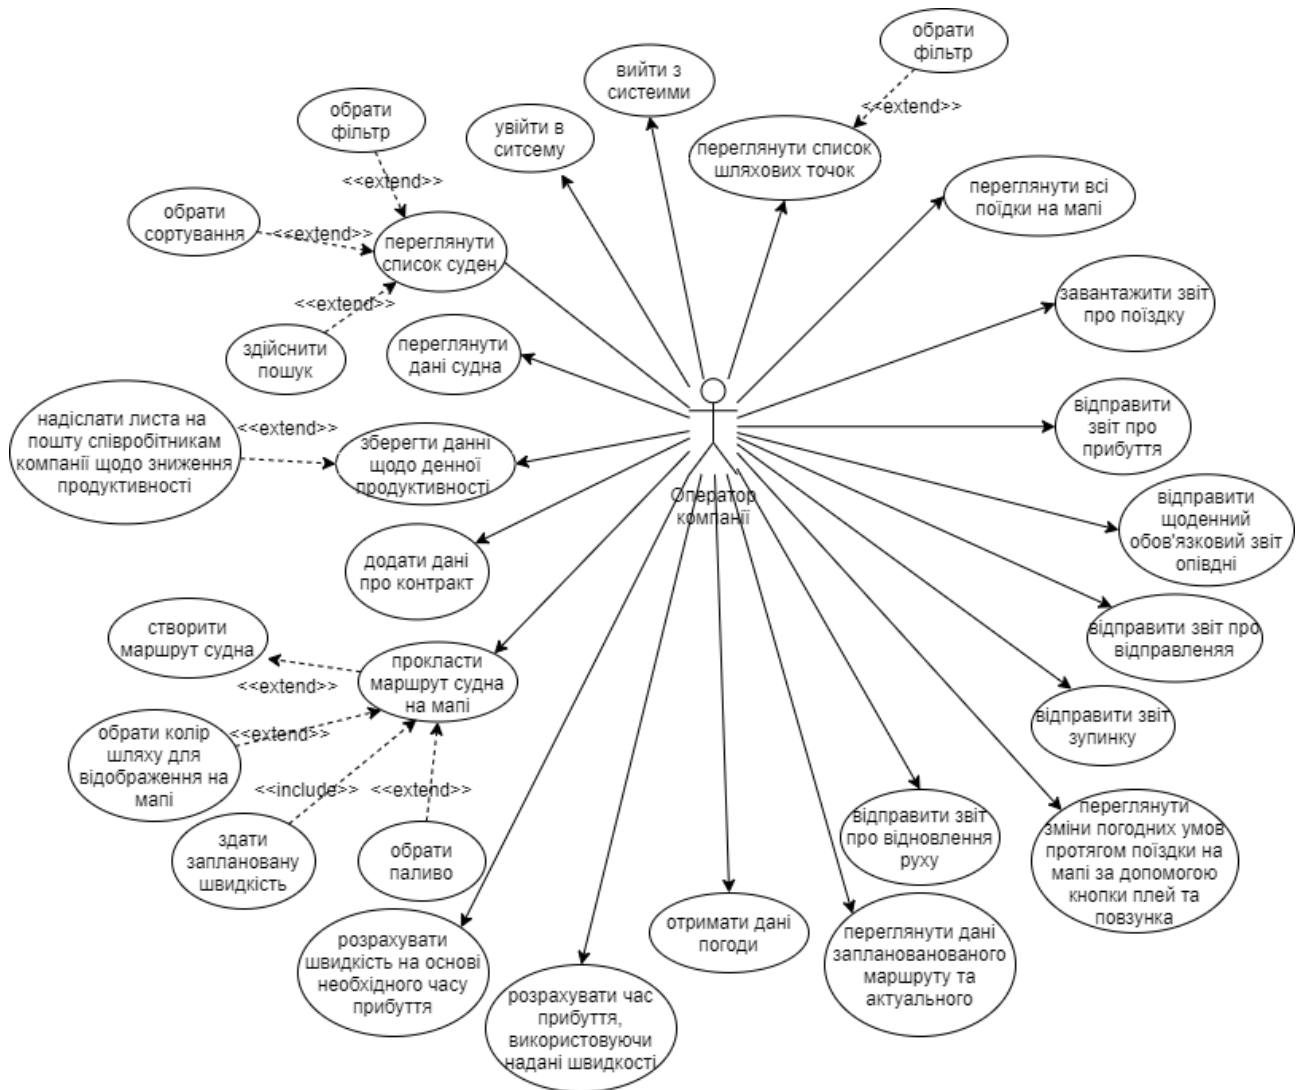 обрати
фільтр
вийти з
систеими
<<extend>>
обрати
фільтр
увійти в
ситсему
переглянути список
шляхових точок
<<extend>>
переглянути всі
поїдки на мапі
обрати
сортування
<<extend>>
переглянути
список суден
<<extend>>
завантажити звіт
про поїздку
здійснити
пошук
переглянути
дані судна
надіслати листа на
пошту співробітникам
компанії щодо зниження
продуктивності
<<extend>>
зберегти данні
щодо денної
продуктивності
відправити
звіт про
прибуття
Оператор
компанії
відправити
щоденний
обов'язковий звіт
опівдні
додати дані
про контракт
створити
маршрут судна
<<extend>>
прокласти
маршрут судна
на мапі
відправити звіт про
відправленяя
обрати колір
шляху для
відображення на
мапі
<<extend>>
відправити звіт
зупинку
<<include>>
<<extend>>
здати
заплановану
швидкість
обрати
паливо
відправити звіт
про відновлення
руху
переглянути
зміни погодних умов
протягом поїздки на
мапі за допомогою
кнопки плей та
повзунка
розрахувати
швидкість на основі
необхідного часу
прибуття
розрахувати час
прибуття,
використовуючи
надані швидкості
отримати дані
погоди
переглянути дані
запланованованого
маршруту та
актуального